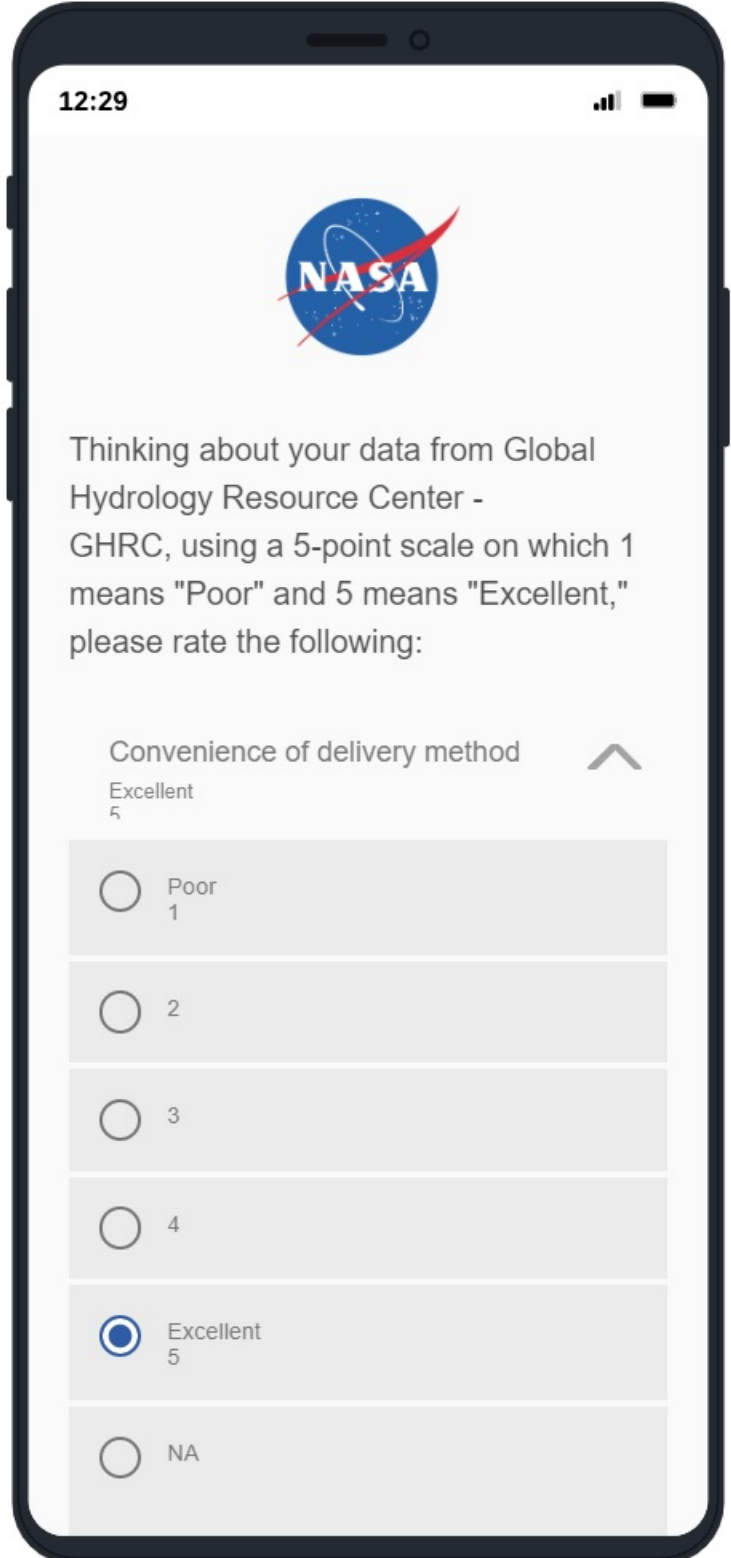 12:29
NASA
Thinking about your data from Global
Hydrology Resource Center -
GHRC, using a 5-point scale on which 1
means "Poor" and 5 means "Excellent,"
please rate the following:
Convenience of delivery method
Excellent
5
Poor
1
2
3
4
Excellent
5
NA